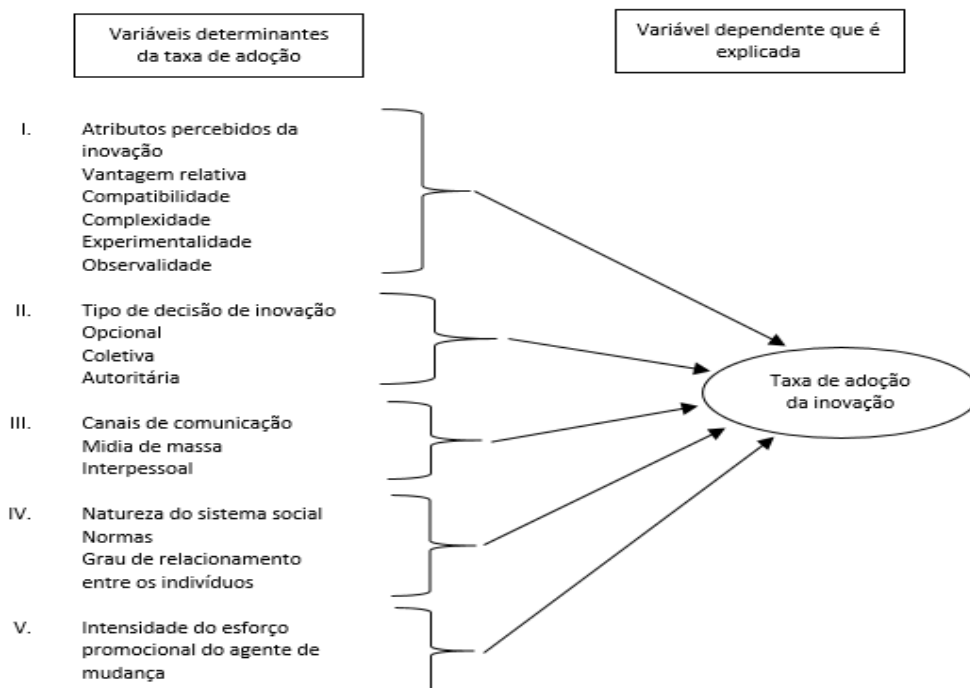 Variáveis determinantes
da taxa de adoção
Variável dependente que é
explicada
I. Atributos percebidos da
inovação
Vantagem relativa
Compatibilidade
Complexidade
Experimentalidade
Observalidade
II. Tipo de decisão de inovação
Opcional
Coletiva
Autoritária
III. Canais de comunicação
Midia de massa
Interpessoal
IV. Natureza do sistema social
Normas
Grau de relacionamento
entre os indivíduos
V. Intensidade do esforço
promocional do agente de
mudança
Taxa de adoção
da inovação